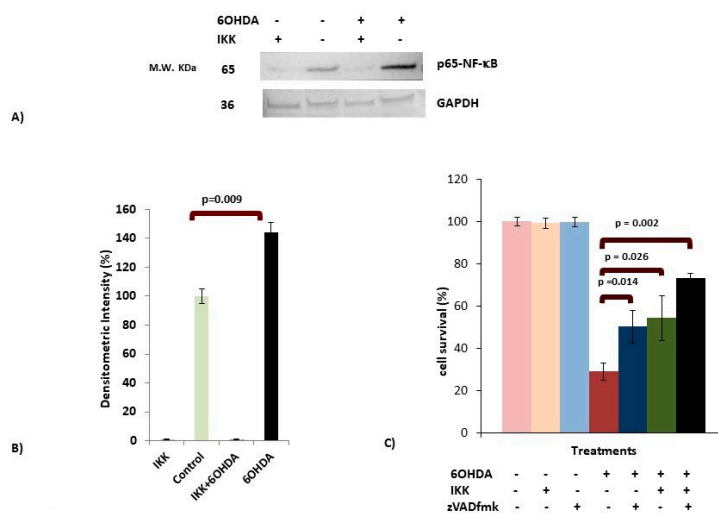 6OHDA - - + +
IKK + - + -
M.W. KDa 65 p65-NF-κB
36 GAPDH
A)
p=0.009
160
140
120
100
80
60
40
20
0
Densitometric Intensity (%)
IKK
Control
IKK+6OHDA
6OHDA
B)
120
100
80
60
40
20
0
cell survival (%)
p = 0.002
p = 0.026
p =0.014
C)
Treatments
6OHDA - - - + + + +
IKK - + - - - + +
zVADfmk - - + - + - +